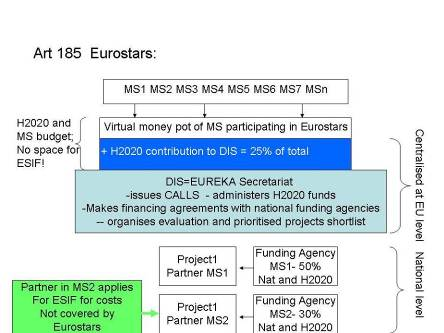 Art 185  Eurostars:
MS1 MS2 MS3 MS4 MS5 MS6 MS7 MSn
H2020 and
MS budget;
No space for
ESIF!
Virtual money pot of MS participating in Eurostars
+ H2020 contribution to DIS = 25% of total
DIS=EUREKA Secretariat
-issues CALLS  - administers H2020 funds
-Makes financing agreements with national funding agencies
-- organises evaluation and prioritised projects shortlist
Centralised at EU level
National level
Project1
Partner MS1
Funding Agency
MS1- 50%
Nat and H2020
Partner in MS2 applies
For ESIF for costs
Not covered by
Eurostars
Project1
Partner MS2
Funding Agency
MS2- 30%
Nat and H2020